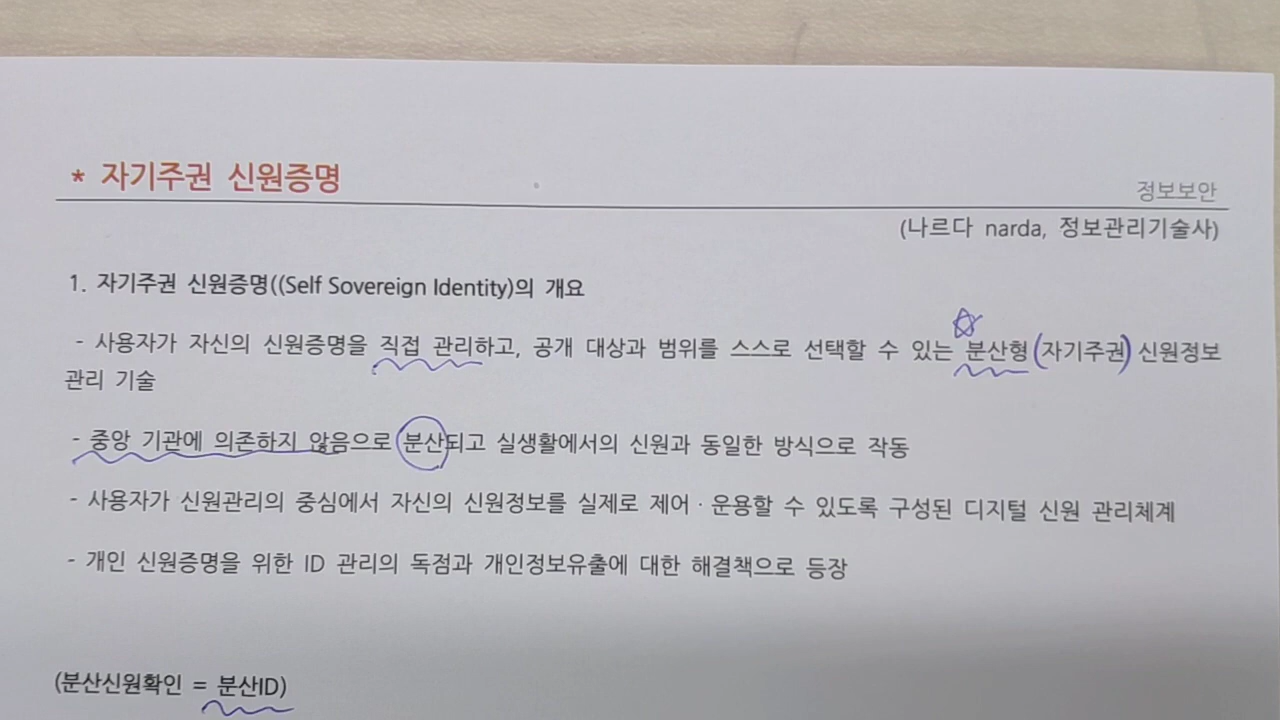 * 자기주권 신원증명
정보보안
(나르다 narda, 정보관리기술사)
1. 자기주권 신원증명((Self Sovereign Identity)의 개요
- 사용자가 자신의 신원증명을 직접 관리하고, 공개 대상과 범위를 스스로 선택할 수 있는 분산형(자기주권) 신원정보
관리 기술
- 중앙 기관에 의존하지 않음으로 분산되고 실생활에서의 신원과 동일한 방식으로 작동
- 사용자가 신원관리의 중심에서 자신의 신원정보를 실제로 제어 · 운용할 수 있도록 구성된 디지털 신원 관리체계
- 개인 신원증명을 위한 ID 관리의 독점과 개인정보유출에 대한 해결책으로 등장
(분산신원확인 = 분산ID)